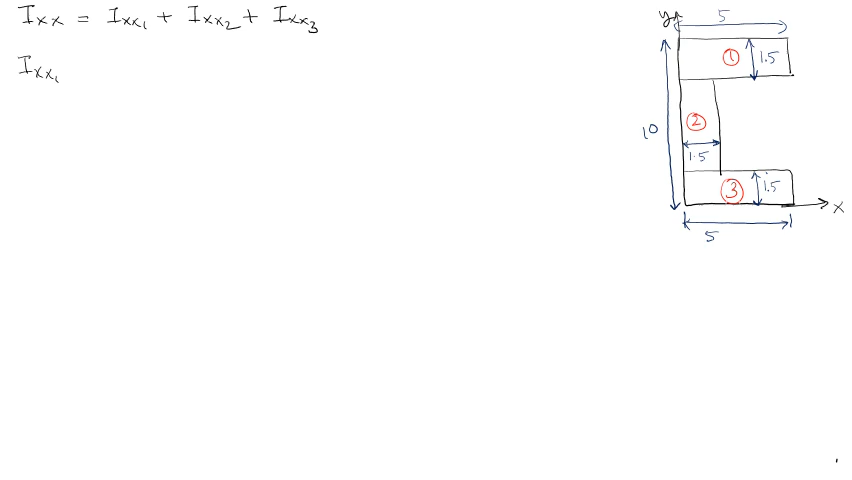 Ixx = Ixx₁ + Ixx₂ + Ixx₃
Ixx₁
y
5
① 1.5
10
②
1.5
③ 1.5
x
5